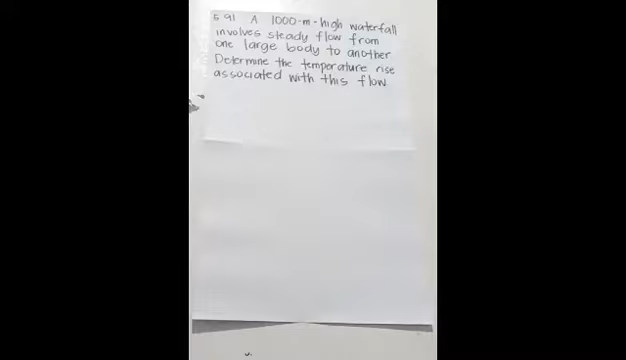 5.91 A 1000-m-high waterfall
involves steady flow from
one large body to another
Determine the temperature rise
associated with this flow.